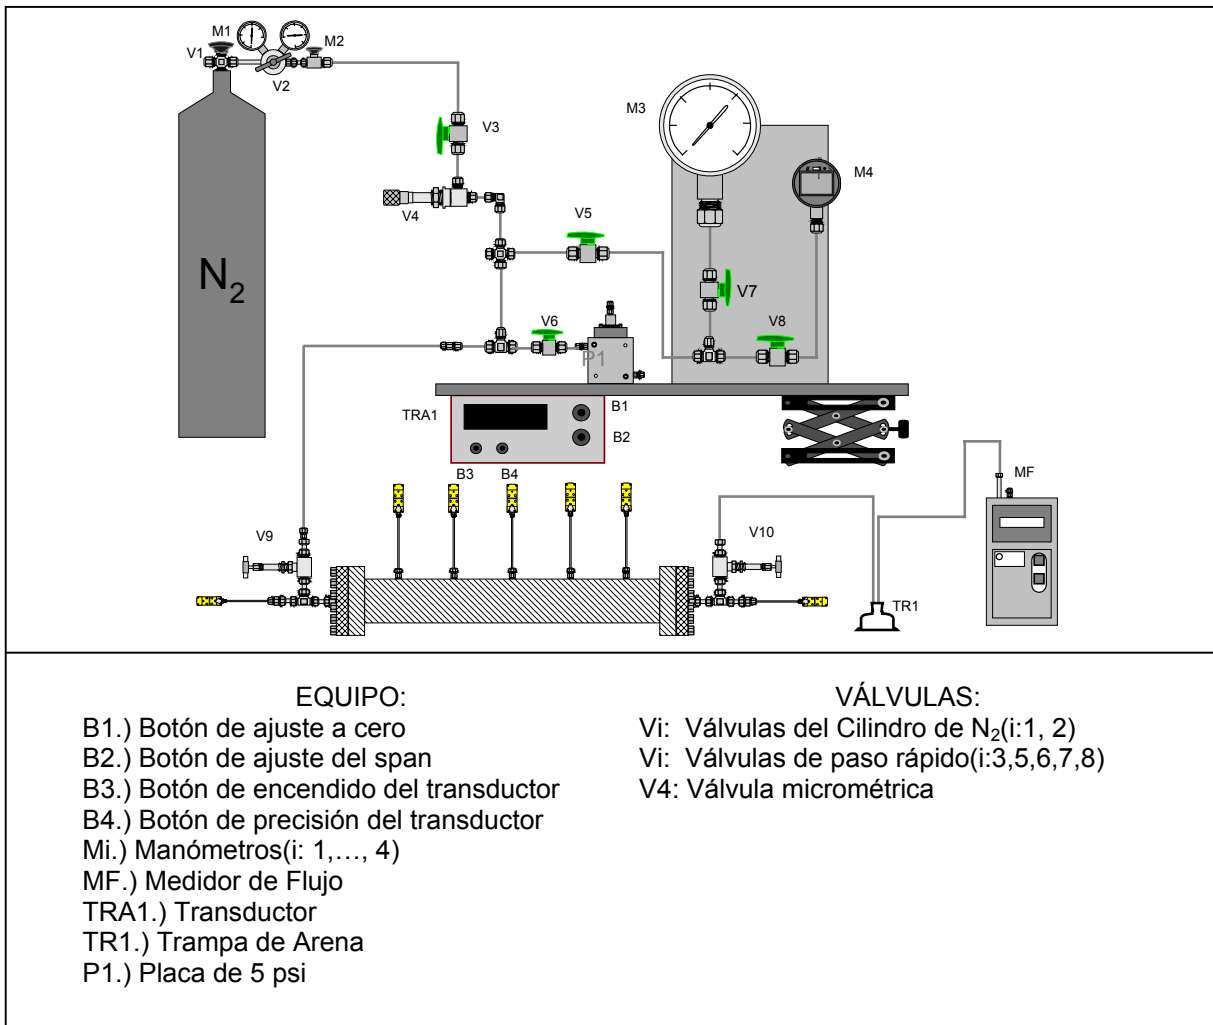 M1
M2
V1
V2
V3
M3
M4
V4
V5
N2
V7
V6
V8
P1
TRA1
B1
B2
B3
B4
MF
V9
V10
TR1
EQUIPO:
B1.) Botón de ajuste a cero
B2.) Botón de ajuste del span
B3.) Botón de encendido del transductor
B4.) Botón de precisión del transductor
Mi.) Manómetros(i: 1,…, 4)
MF.) Medidor de Flujo
TRA1.) Transductor
TR1.) Trampa de Arena
P1.) Placa de 5 psi
VÁLVULAS:
Vi: Válvulas del Cilindro de N2(i:1, 2)
Vi: Válvulas de paso rápido(i:3,5,6,7,8)
V4: Válvula micrométrica